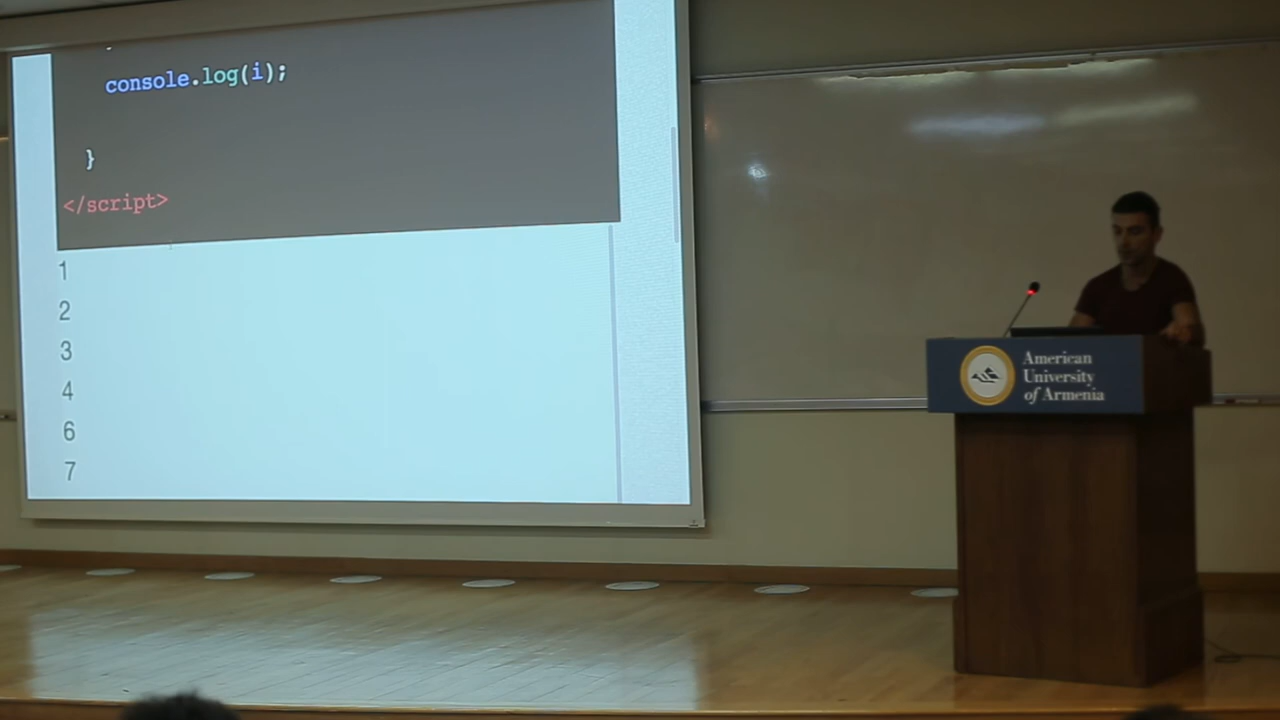 console.log(i);
}
</script>
1
2
3
4
6
7
American
University
of Armenia